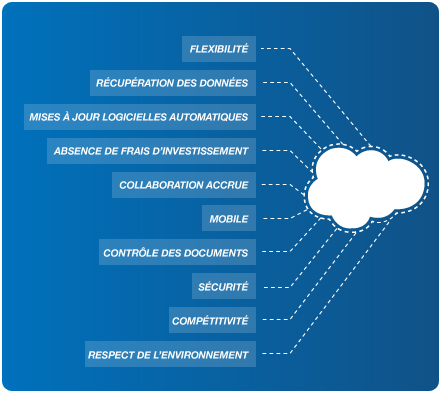 FLEXIBILITÉ
RÉCUPÉRATION DES DONNÉES
MISES À JOUR LOGICIELLES AUTOMATIQUES
ABSENCE DE FRAIS D'INVESTISSEMENT
COLLABORATION ACCRUE
MOBILE
CONTRÔLE DES DOCUMENTS
SÉCURITÉ
COMPÉTITIVITÉ
RESPECT DE L'ENVIRONNEMENT